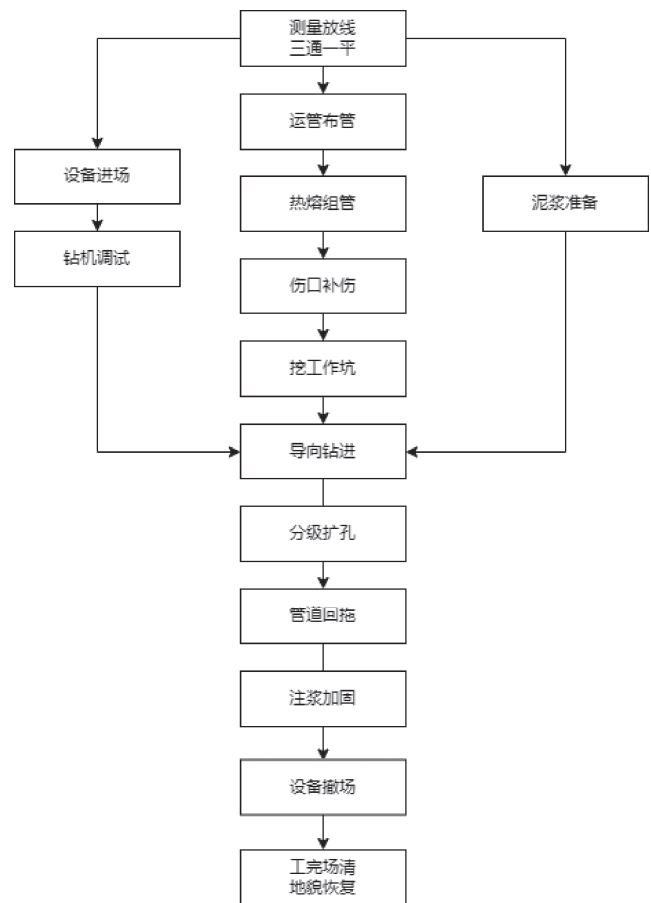 测量放线
三通一平
运管布管
设备进场
热熔组管
泥浆准备
钻机调试
伤口补伤
挖工作坑
导向钻进
分级扩孔
管道回拖
注浆加固
设备撤场
工完场清
地貌恢复